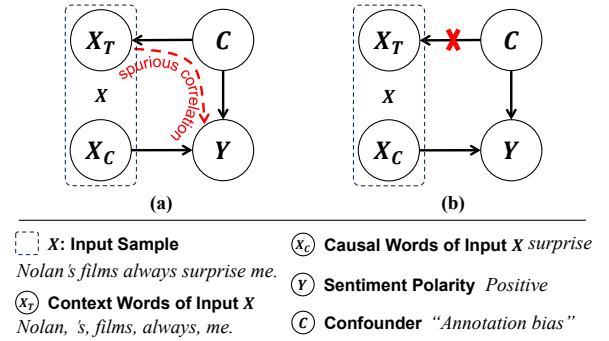 X_T C X_T C
spurious correlation
X X
X_C Y X_C Y
(a) (b)
X: Input Sample
Nolan's films always surprise me.
X_T Context Words of Input X
Nolan, 's, films, always, me.
X_C Causal Words of Input X surprise
Y Sentiment Polarity Positive
C Confounder "Annotation bias"